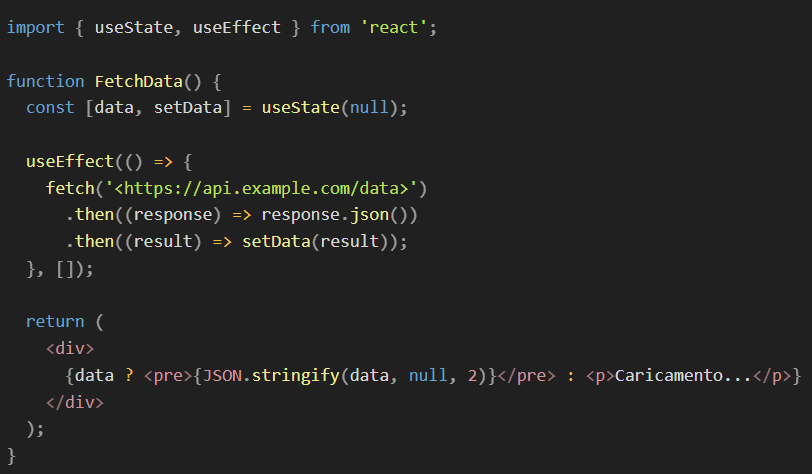 import { useState, useEffect } from 'react';
function FetchData() {
const [data, setData] = useState(null);
useEffect(() => {
fetch('<https://api.example.com/data>')
.then((response) => response.json())
.then((result) => setData(result));
}, []);
return (
<div>
{data ? <pre>{JSON.stringify(data, null, 2)}</pre> : <p>Caricamento...</p>}
</div>
);
}